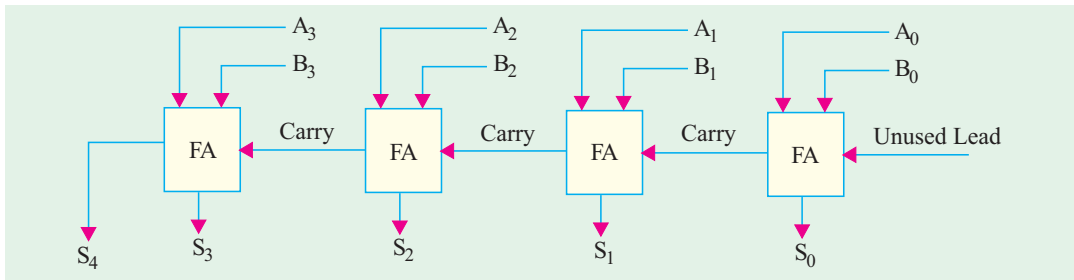 A3 A2 A1 A0
B3 B2 B1 B0
Carry Carry Carry Unused Lead
FA FA FA FA
S4 S3 S2 S1 S0